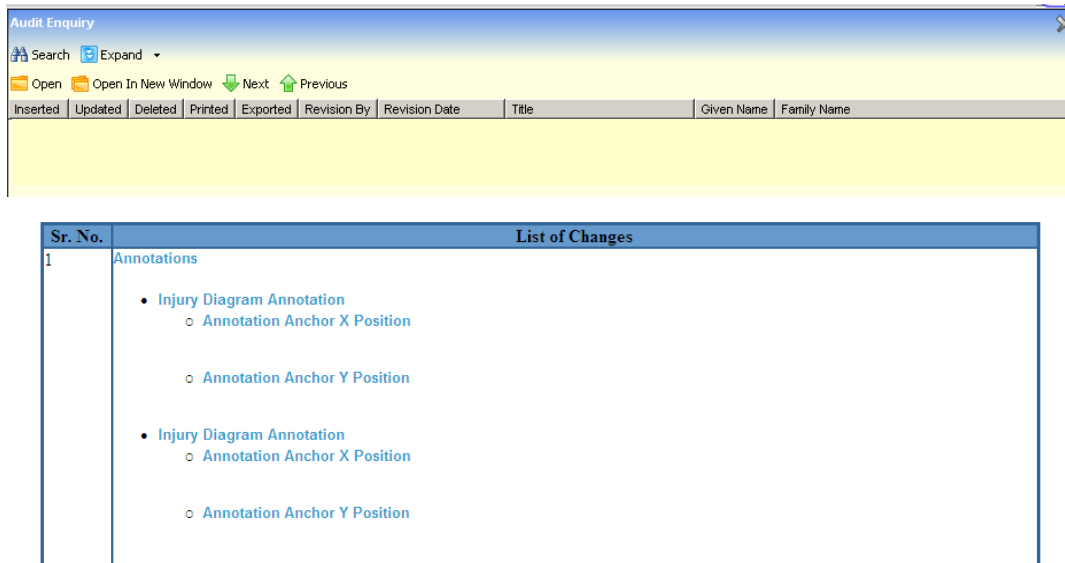 Audit Enquiry
Search Expand
Open Open In New Window Next Previous
Inserted Updated Deleted Printed Exported Revision By Revision Date Title Given Name Family Name
Sr. No. List of Changes
1 Annotations
Injury Diagram Annotation
Annotation Anchor X Position
Annotation Anchor Y Position
Injury Diagram Annotation
Annotation Anchor X Position
Annotation Anchor Y Position